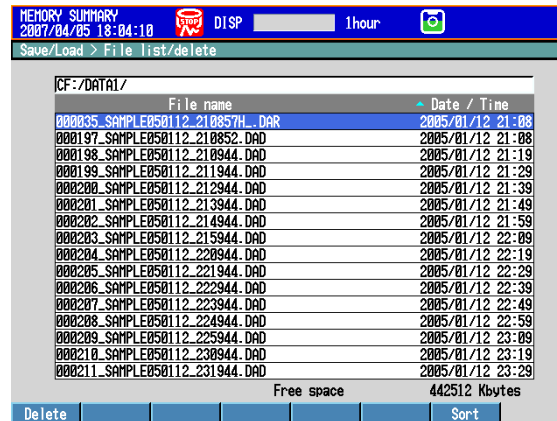 MEMORY SUMMARY
2007/04/05 18:04:10 STOP DISP 1hour
Save/Load > File list/delete
CF:/DATA1/
File name Date / Time
000035_SAMPLE050112_210857H_.DAR 2005/01/12 21:08
000197_SAMPLE050112_210852.DAD 2005/01/12 21:08
000198_SAMPLE050112_210944.DAD 2005/01/12 21:19
000199_SAMPLE050112_211944.DAD 2005/01/12 21:29
000200_SAMPLE050112_212944.DAD 2005/01/12 21:39
000201_SAMPLE050112_213944.DAD 2005/01/12 21:49
000202_SAMPLE050112_214944.DAD 2005/01/12 21:59
000203_SAMPLE050112_215944.DAD 2005/01/12 22:09
000204_SAMPLE050112_220944.DAD 2005/01/12 22:19
000205_SAMPLE050112_221944.DAD 2005/01/12 22:29
000206_SAMPLE050112_222944.DAD 2005/01/12 22:39
000207_SAMPLE050112_223944.DAD 2005/01/12 22:49
000208_SAMPLE050112_224944.DAD 2005/01/12 22:59
000209_SAMPLE050112_225944.DAD 2005/01/12 23:09
000210_SAMPLE050112_230944.DAD 2005/01/12 23:19
000211_SAMPLE050112_231944.DAD 2005/01/12 23:29
Free space 442512 Kbytes
Delete Sort